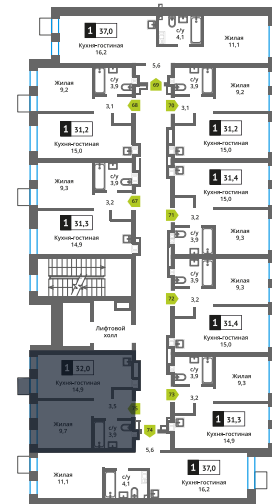 1 37,0
Кухня-гостиная
16,2
с/у
4,1
Жилая
11,1
5,6
69
Жилая
9,2
с/у
3,9
с/у
3,9
Жилая
9,2
3,1
68
70
3,1
1 31,2
Кухня-гостиная
15,0
1 31,2
Кухня-гостиная
15,0
Жилая
9,3
с/у
3,9
1 31,4
Кухня-гостиная
15,0
3,2
67
1 31,3
Кухня-гостиная
14,9
71
3,2
с/у
3,9
Жилая
9,3
с/у
3,9
Жилая
9,3
72
3,2
Лифтовой
холл
1 31,4
Кухня-гостиная
15,0
1 32,0
Кухня-гостиная
14,9
с/у
3,9
Жилая
9,3
3,5
73
3,2
Жилая
9,7
с/у
3,9
74
1 31,3
Кухня-гостиная
14,9
5,6
Жилая
11,1
с/у
4,1
1 37,0
Кухня-гостиная
16,2